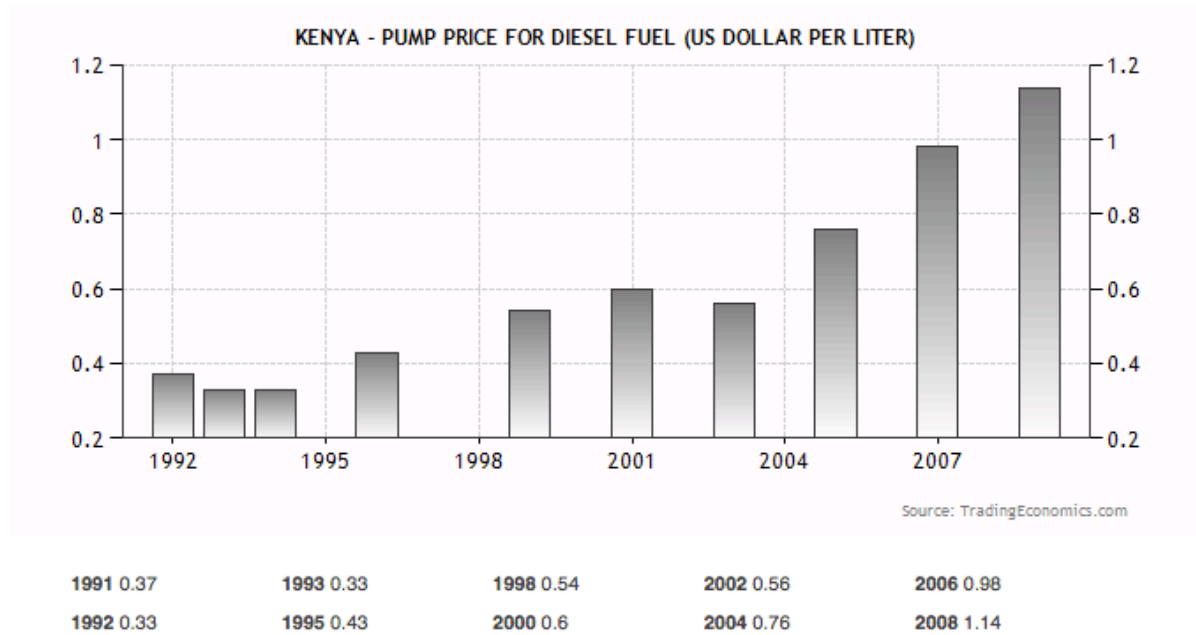 KENYA - PUMP PRICE FOR DIESEL FUEL (US DOLLAR PER LITER)
1.2 1.2
1 1
0.8 0.8
0.6 0.6
0.4 0.4
0.2 0.2
1992 1995 1998 2001 2004 2007
Source: TradingEconomics.com
1991 0.37 1993 0.33 1998 0.54 2002 0.56 2006 0.98
1992 0.33 1995 0.43 2000 0.6 2004 0.76 2008 1.14